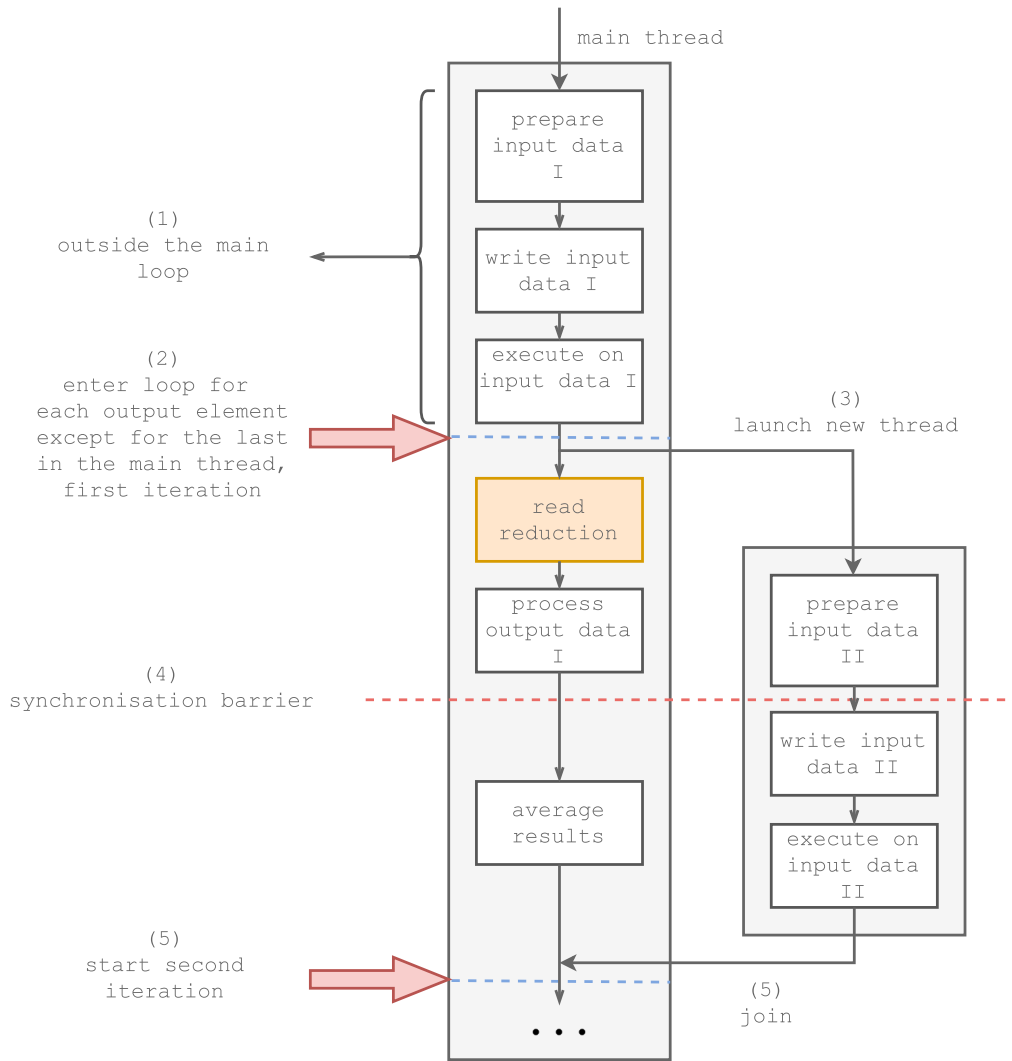 main thread
prepare
input data
I
(1)
outside the main
loop
write input
data I
(2)
enter loop for
each output element
except for the last
in the main thread,
first iteration
execute on
input data I
(3)
launch new thread
read
reduction
process
output data
I
prepare
input data
II
(4)
synchronisation barrier
write input
data II
average
results
execute on
input data
II
(5)
start second
iteration
(5)
join
. . .